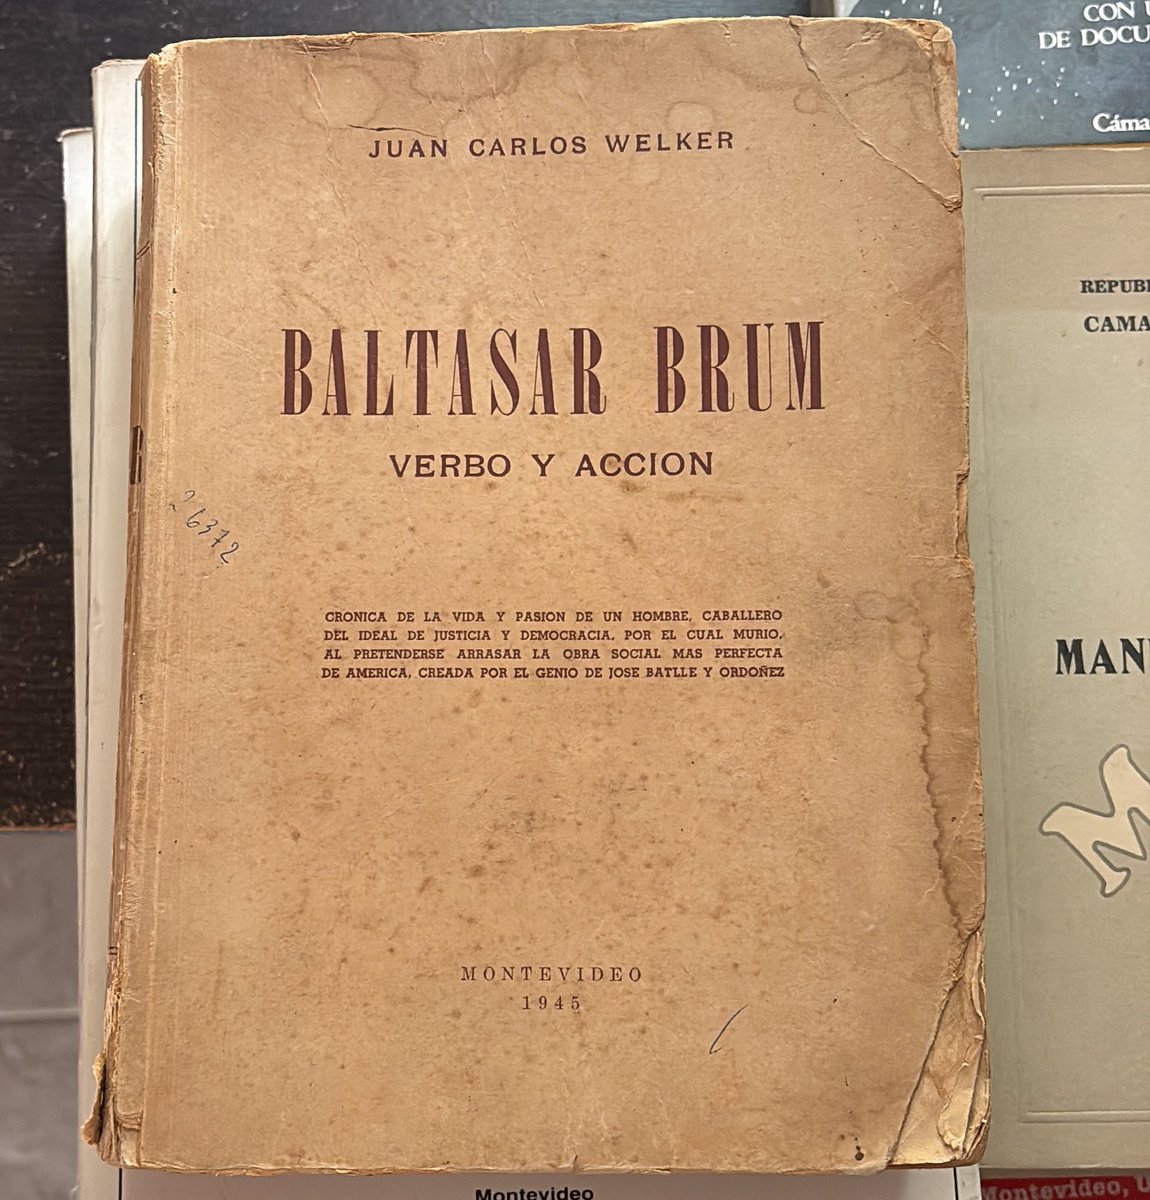 JUAN CARLOS WELKER
BALTASAR BRUM
VERBO Y ACCION
26372
CRONICA DE LA VIDA Y PASION DE UN HOMBRE, CABALLERO
DEL IDEAL DE JUSTICIA Y DEMOCRACIA, POR EL CUAL MURIO,
AL PRETENDERSE ARRASAR LA OBRA SOCIAL MAS PERFECTA
DE AMERICA, CREADA POR EL GENIO DE JOSE BATLLE Y ORDOÑEZ
MONTEVIDEO
1945
CON
DE DOCU
Cáma
REPUB
CAMA
MAN
M
Montevideo
Montevideo, U